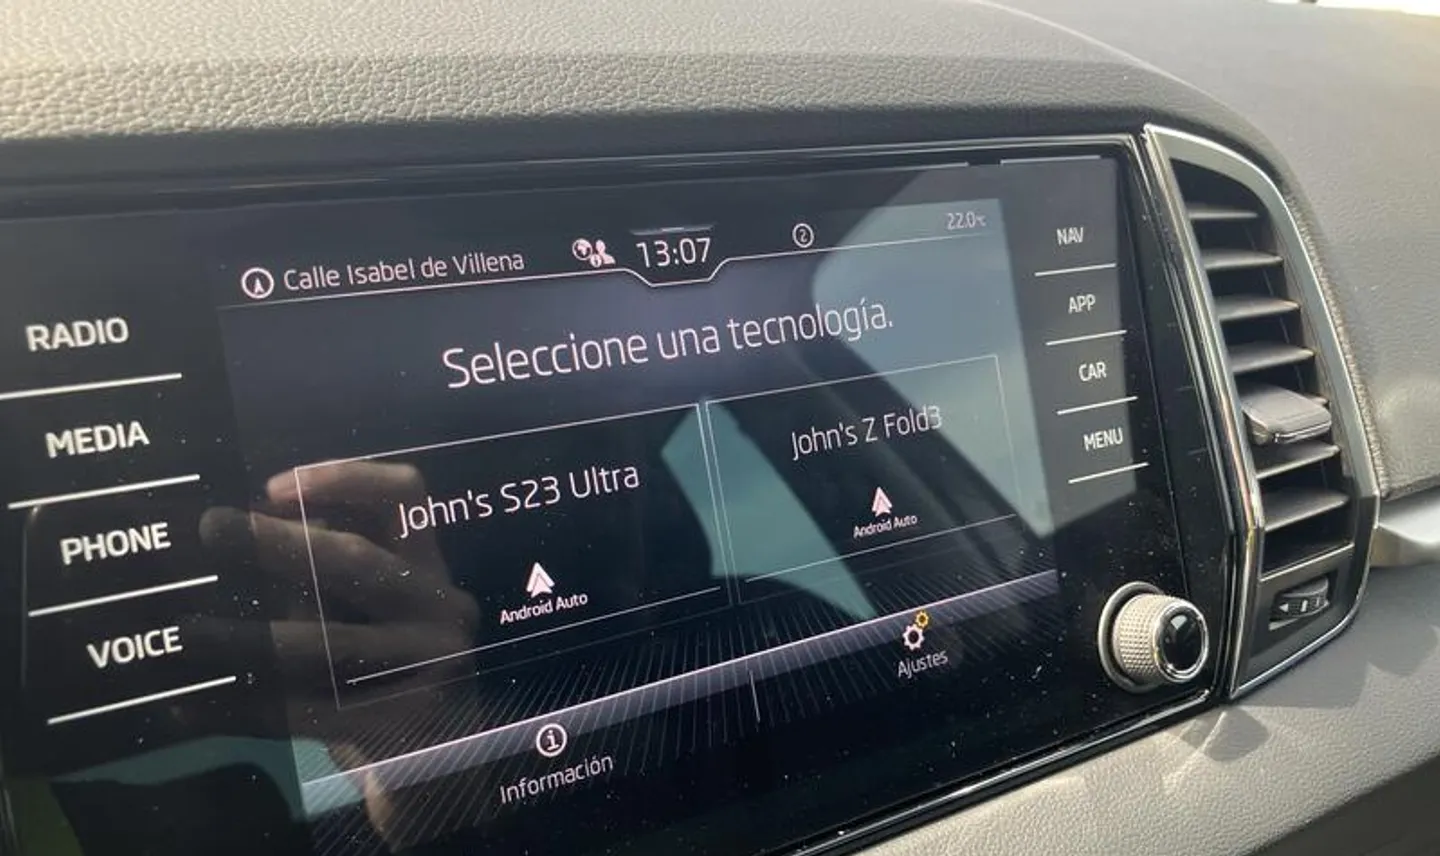 Calle Isabel de Villena
13:07
2
22.0°C
RADIO
MEDIA
PHONE
VOICE
Seleccione una tecnología.
John's S23 Ultra
Android Auto
John's Z Fold3
Android Auto
Información
Ajustes
NAV
APP
CAR
MENU